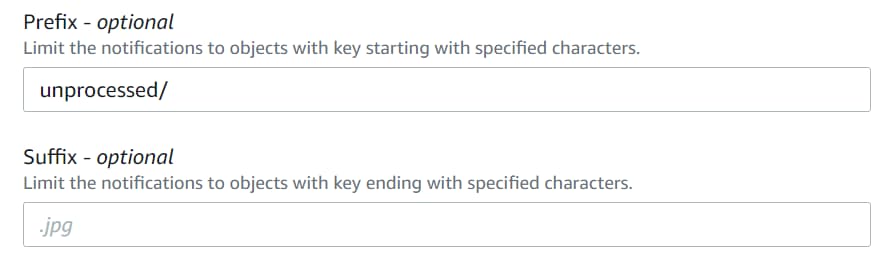 Prefix - optional
Limit the notifications to objects with key starting with specified characters.
unprocessed/
Suffix - optional
Limit the notifications to objects with key ending with specified characters.
.jpg